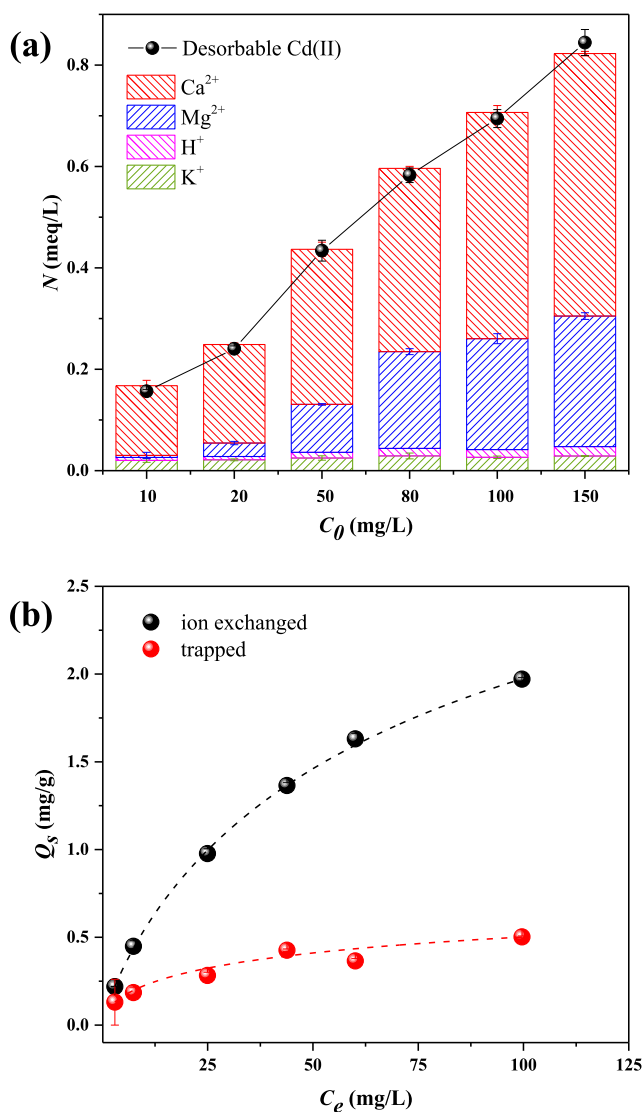 (a)
Desorbable Cd(II)
Ca²⁺
Mg²⁺
H⁺
K⁺
0.8
0.6
0.4
0.2
0.0
N (meq/L)
10 20 50 80 100 150
C₀ (mg/L)
(b)
ion exchanged
trapped
2.5
2.0
1.5
1.0
0.5
0.0
Qₛ (mg/g)
25 50 75 100 125
Cₑ (mg/L)